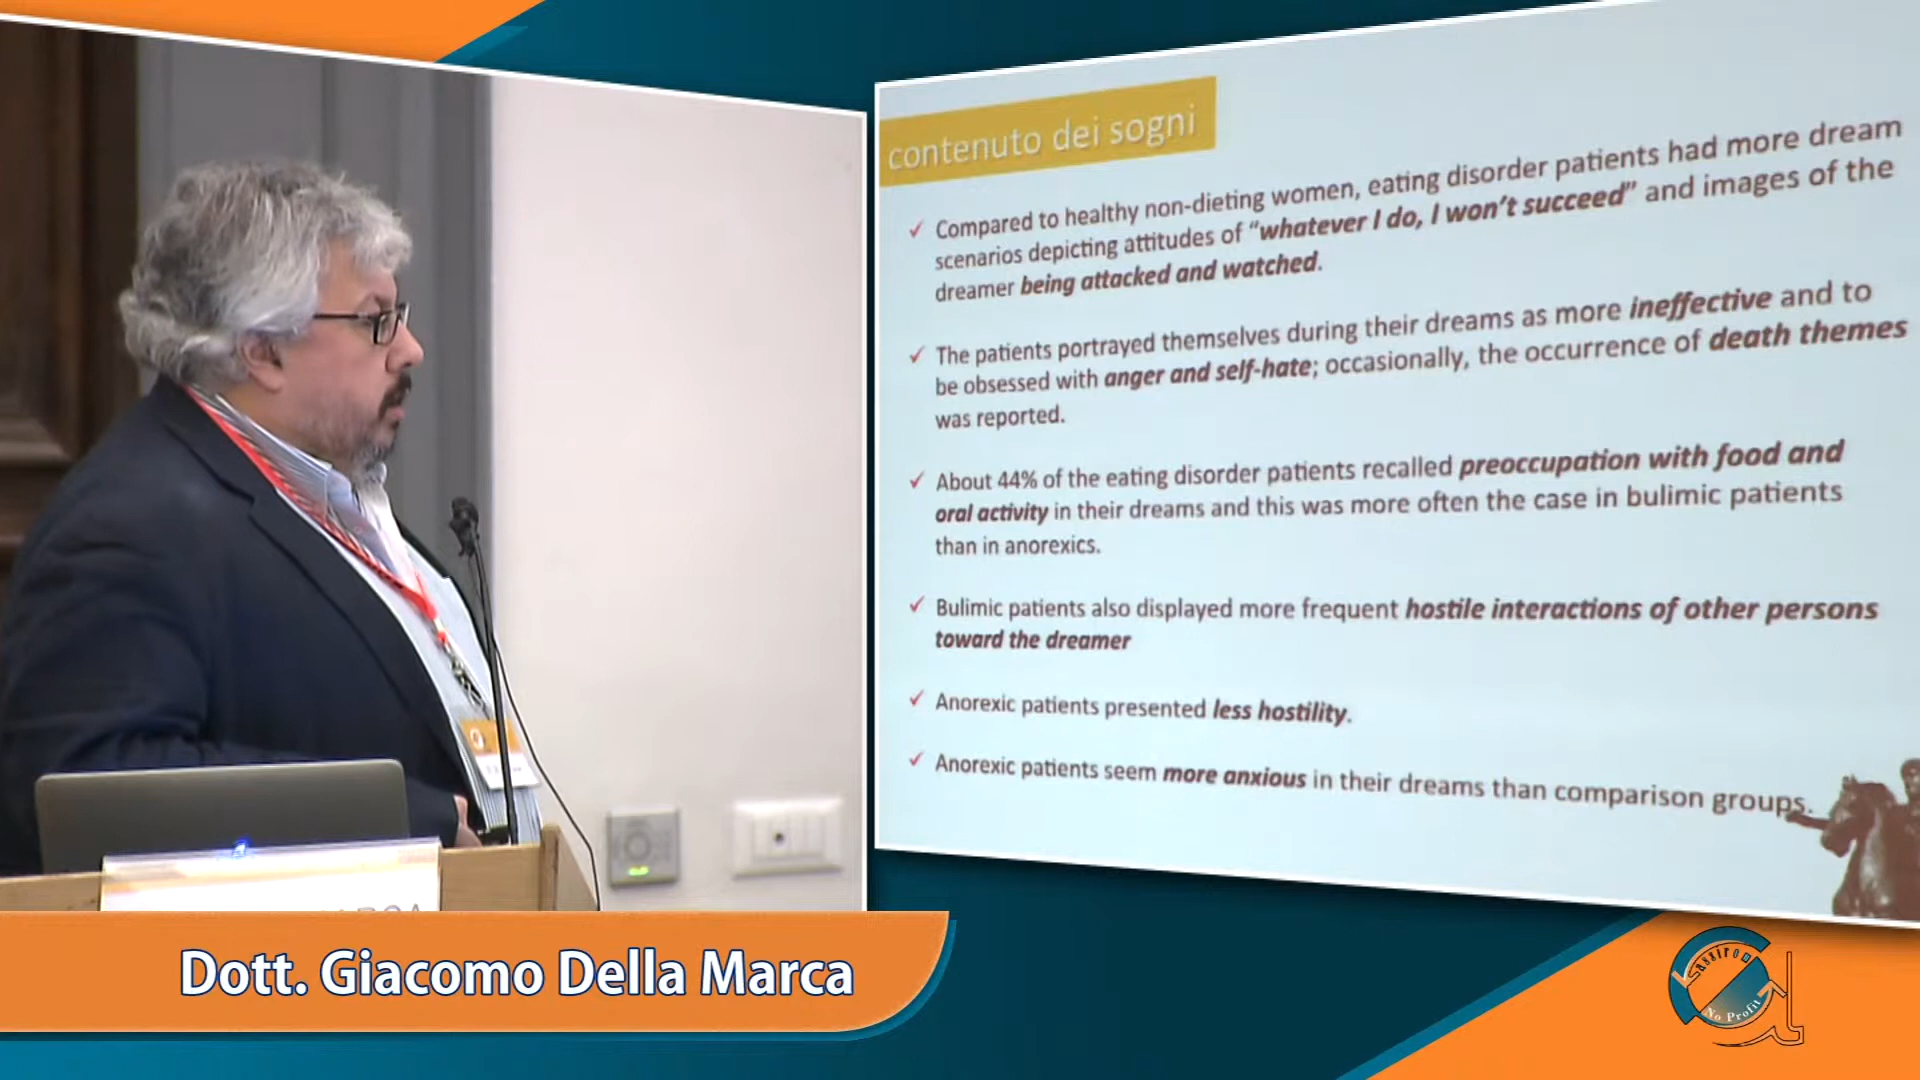 contenuto dei sogni
✓ Compared to healthy non-dieting women, eating disorder patients had more dream
scenarios depicting attitudes of “whatever I do, I won’t succeed” and images of the
dreamer being attacked and watched.
✓ The patients portrayed themselves during their dreams as more ineffective and to
be obsessed with anger and self-hate; occasionally, the occurrence of death themes
was reported.
✓ About 44% of the eating disorder patients recalled preoccupation with food and
oral activity in their dreams and this was more often the case in bulimic patients
than in anorexics.
✓ Bulimic patients also displayed more frequent hostile interactions of other persons
toward the dreamer
✓ Anorexic patients presented less hostility.
✓ Anorexic patients seem more anxious in their dreams than comparison groups.
Dott. Giacomo Della Marca
No Profit